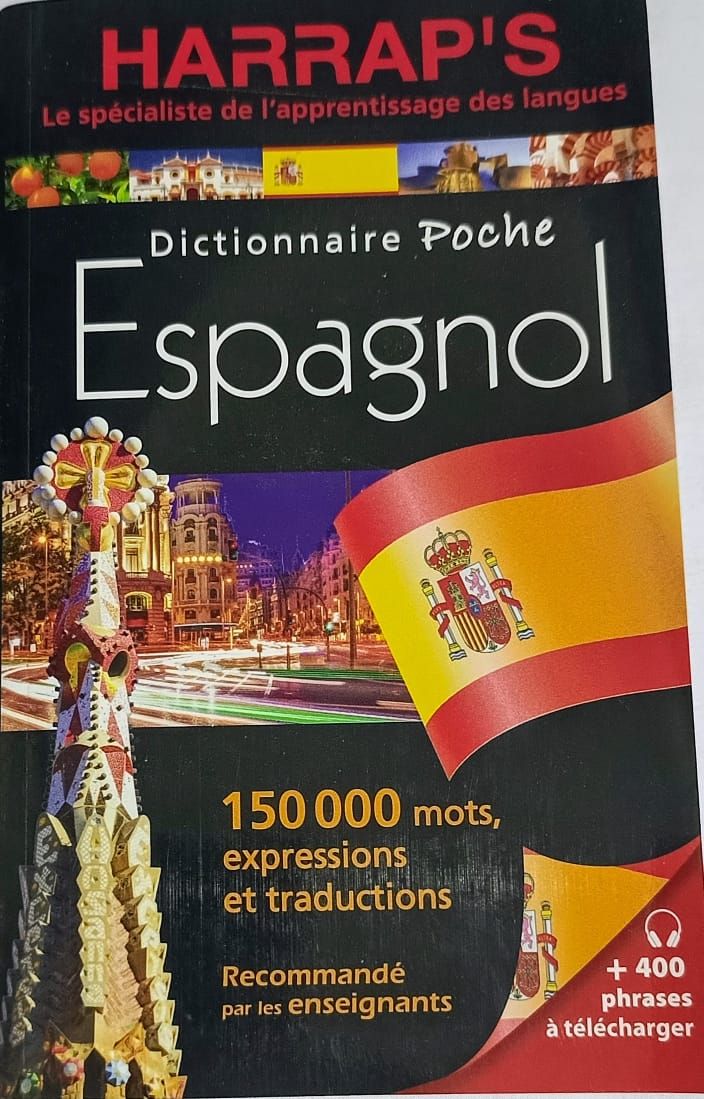 HARRAP'S
Le spécialiste de l'apprentissage des langues
Dictionnaire Poche
Espagnol
150 000 mots,
expressions
et traductions
Recommandé
par les enseignants
+ 400
phrases
à télécharger